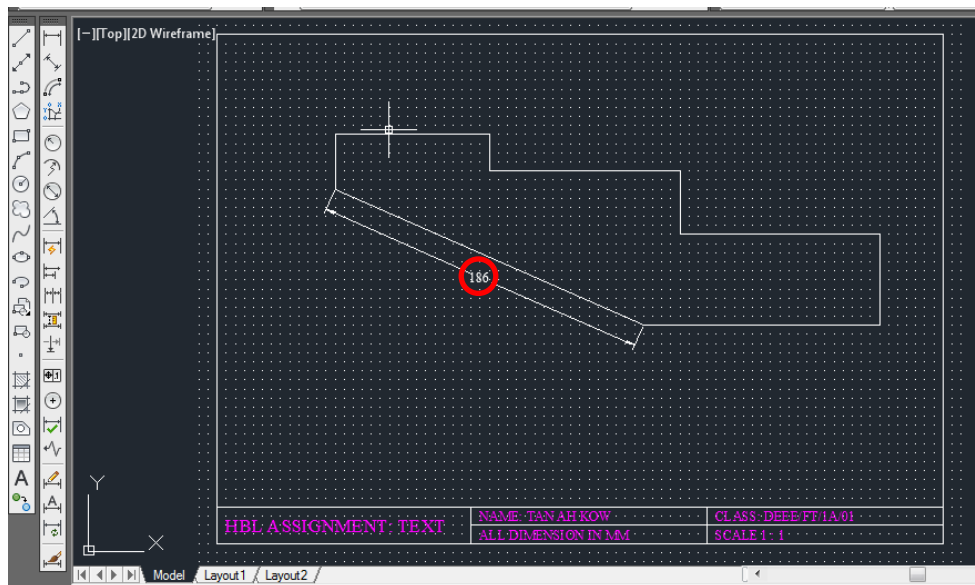 [−][Top][2D Wireframe]
186
HBL ASSIGNMENT TEXT
NAME: TAN AH KOW
CLASS: DEEE/FT/1A/01
ALL DIMENSION IN MM
SCALE 1 : 1
Y
X
A
Model
Layout1
Layout2